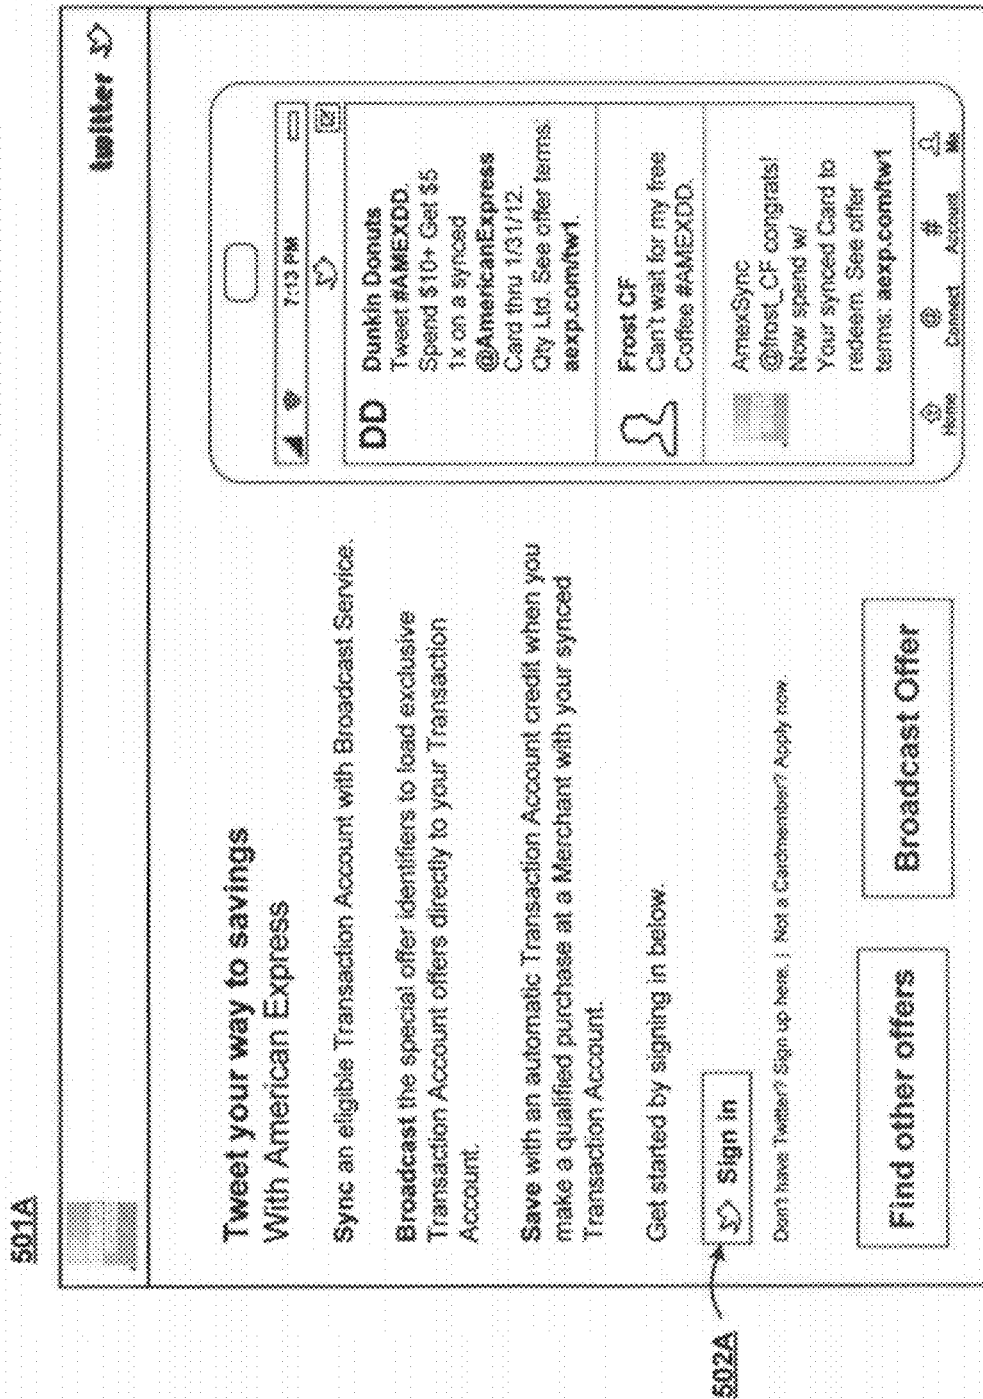 501A
twitter
Tweet your way to savings
With American Express
Sync an eligible Transaction Account with Broadcast Service.
Broadcast the special offer identifiers to load exclusive
Transaction Account offers directly to your Transaction
Account.
Save with an automatic Transaction Account credit when you
make a qualified purchase at a Merchant with your synced
Transaction Account.
Get started by signing in below.
502A
Sign in
Don't have Twitter? Sign up here. | Not a Cardmember? Apply now.
Find other offers
Broadcast Offer
7:13 PM
DD
Dunkin Donuts
Tweet #AMEXDD.
Spend $10+ Get $5
1x on a synced
@AmericanExpress
Card thru 1/31/12.
Qty Ltd. See offer terms:
aexp.com/tw1.
Frost CF
Can't wait for my free
Coffee #AMEXDD.
AmexSync
@frost_CF congrats!
Now spend w/
Your synced Card to
redeem. See offer
terms: aexp.com/tw1
@ #
Home Connect Account Me